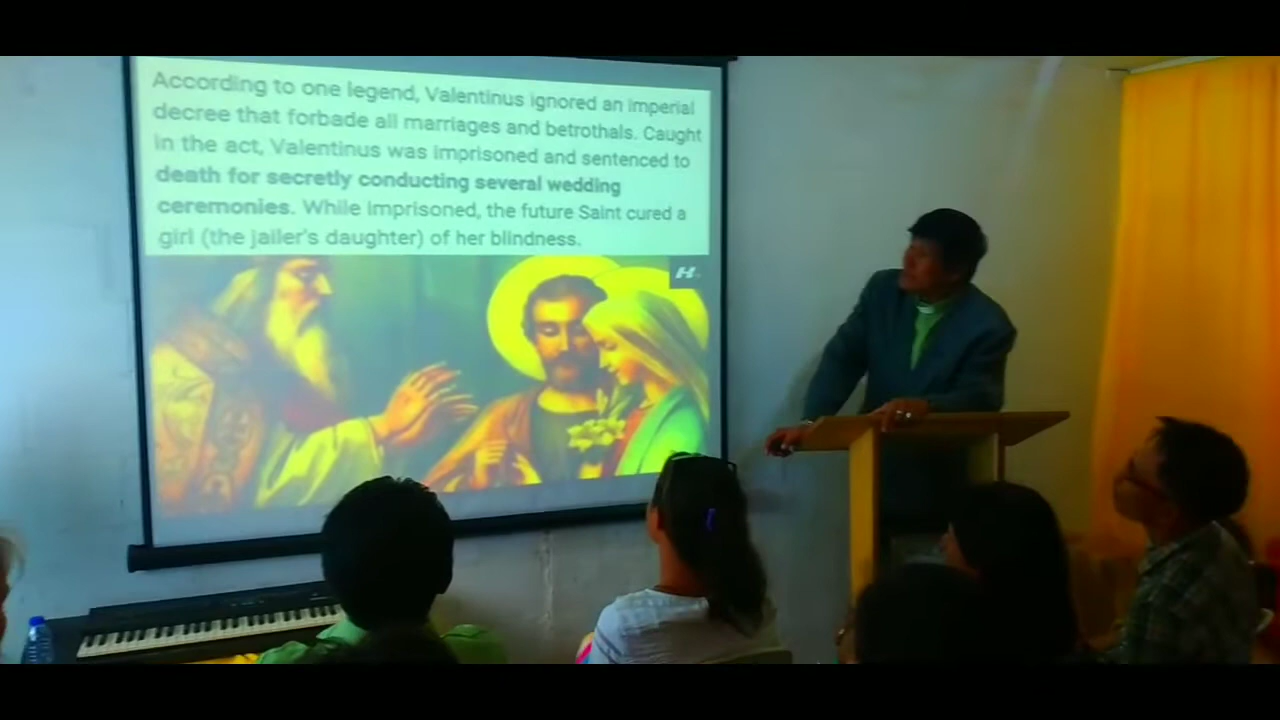 According to one legend, Valentinus ignored an imperial
decree that forbade all marriages and betrothals. Caught
in the act, Valentinus was imprisoned and sentenced to
death for secretly conducting several wedding
ceremonies. While imprisoned, the future Saint cured a
girl (the jailer's daughter) of her blindness.
H